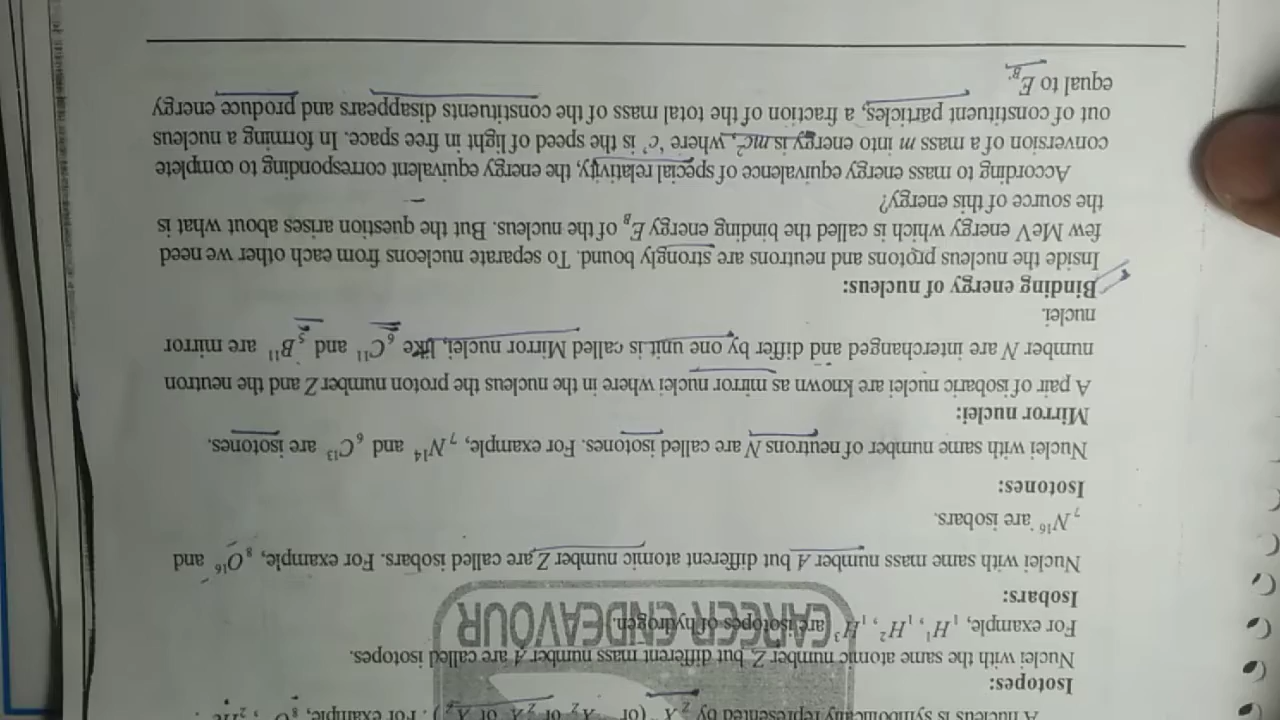 A nucleus is symbolically represented by ZXA (or
Isotopes:
Nuclei with the same atomic number Z, but different mass number A are called isotopes.
For example, ₁H¹, ₁H², ₁H³ are isotopes of hydrogen.
CAREER ENDEAVOUR
Isobars:
Nuclei with same mass number A but different atomic number Z are called isobars. For example, ₈O¹⁶ and
₇N¹⁶ are isobars.
Isotones:
Nuclei with same number of neutrons N are called isotones. For example, ₇N¹⁴ and ₆C¹³ are isotones.
Mirror nuclei:
A pair of isobaric nuclei are known as mirror nuclei where in the nucleus the proton number Z and the neutron
number N are interchanged and differ by one unit is called Mirror nuclei, like ₆C¹¹ and ₅B¹¹ are mirror
nuclei.
Binding energy of nucleus:
Inside the nucleus protons and neutrons are strongly bound. To separate nucleons from each other we need
few MeV energy which is called the binding energy E_B of the nucleus. But the question arises about what is
the source of this energy?
According to mass energy equivalence of special relativity, the energy equivalent corresponding to complete
conversion of a mass m into energy is mc², where 'c' is the speed of light in free space. In forming a nucleus
out of constituent particles, a fraction of the total mass of the constituents disappears and produce energy
equal to E_B.